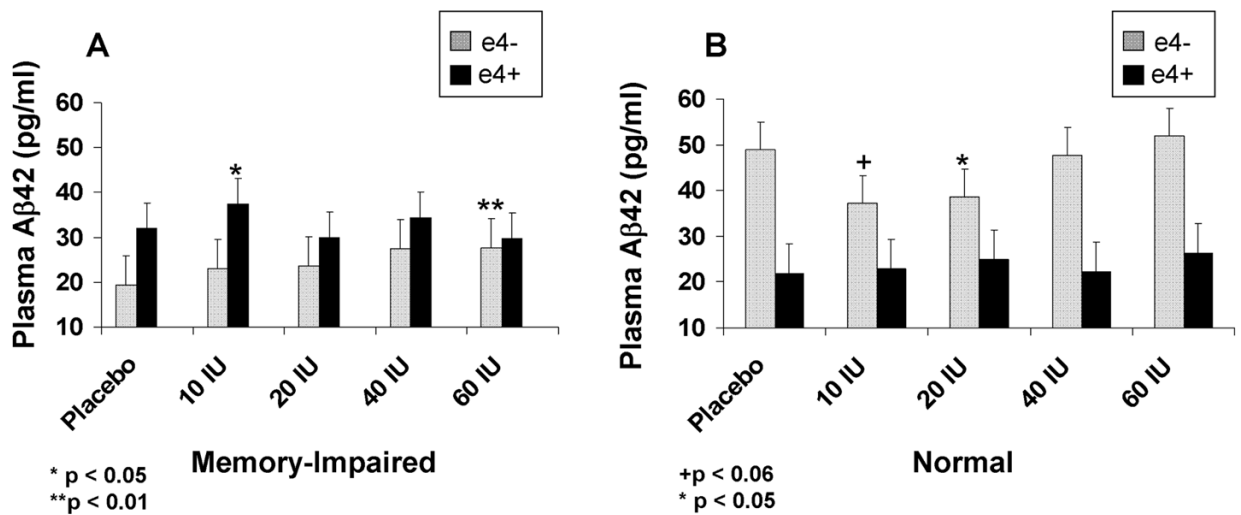 A
e4-
e4+
Plasma Aβ42 (pg/ml)
60
50
40
30
20
10
*
**
Placebo
10 IU
20 IU
40 IU
60 IU
Memory-Impaired
* p < 0.05
**p < 0.01
B
e4-
e4+
Plasma Aβ42 (pg/ml)
60
50
40
30
20
10
+
*
Placebo
10 IU
20 IU
40 IU
60 IU
Normal
+p < 0.06
* p < 0.05